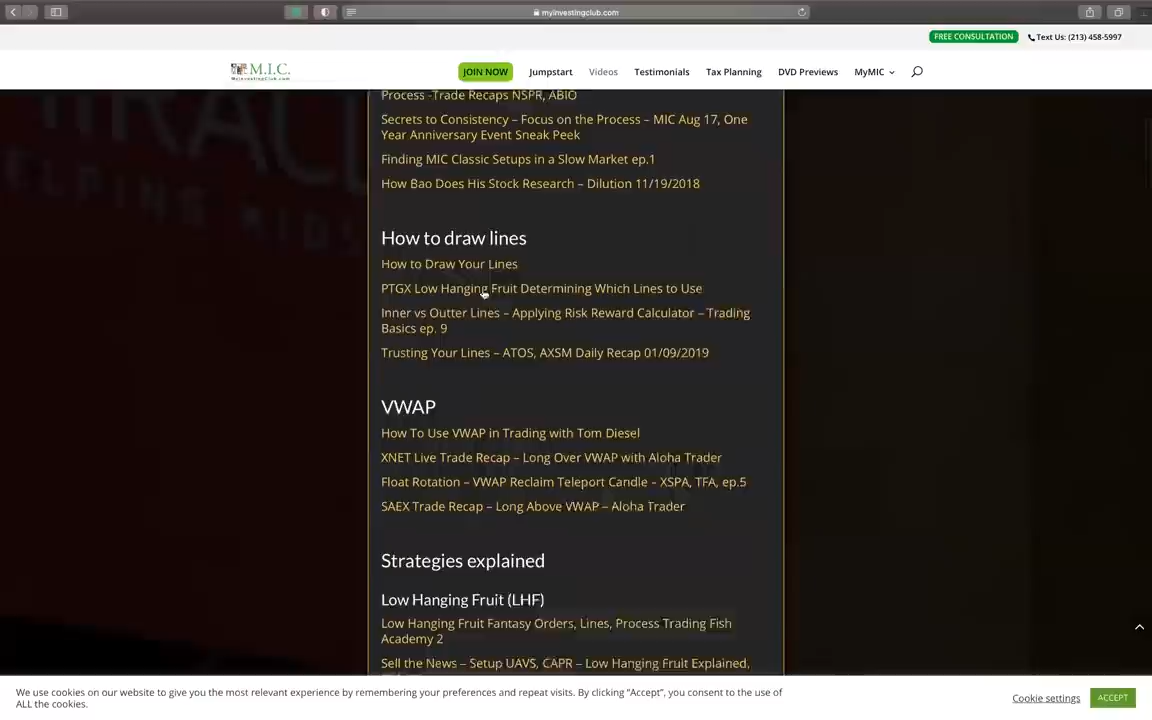 myinvestingclub.com
FREE CONSULTATION
Text Us: (213) 458-5997
M.I.C.
MyInvestingClub.com
JOIN NOW
Jumpstart
Videos
Testimonials
Tax Planning
DVD Previews
MyMIC
Process -Trade Recaps NSPR, ABIO
Secrets to Consistency – Focus on the Process – MIC Aug 17, One
Year Anniversary Event Sneak Peek
Finding MIC Classic Setups in a Slow Market ep.1
How Bao Does His Stock Research – Dilution 11/19/2018
HELPING KIDS
How to draw lines
How to Draw Your Lines
PTGX Low Hanging Fruit Determining Which Lines to Use
Inner vs Outter Lines – Applying Risk Reward Calculator – Trading
Basics ep. 9
Trusting Your Lines – ATOS, AXSM Daily Recap 01/09/2019
VWAP
How To Use VWAP in Trading with Tom Diesel
XNET Live Trade Recap – Long Over VWAP with Aloha Trader
Float Rotation – VWAP Reclaim Teleport Candle – XSPA, TFA, ep.5
SAEX Trade Recap – Long Above VWAP – Aloha Trader
Strategies explained
Low Hanging Fruit (LHF)
Low Hanging Fruit Fantasy Orders, Lines, Process Trading Fish
Academy 2
Sell the News – Setup UAVS, CAPR – Low Hanging Fruit Explained.
We use cookies on our website to give you the most relevant experience by remembering your preferences and repeat visits. By clicking "Accept", you consent to the use of
ALL the cookies.
Cookie settings
ACCEPT